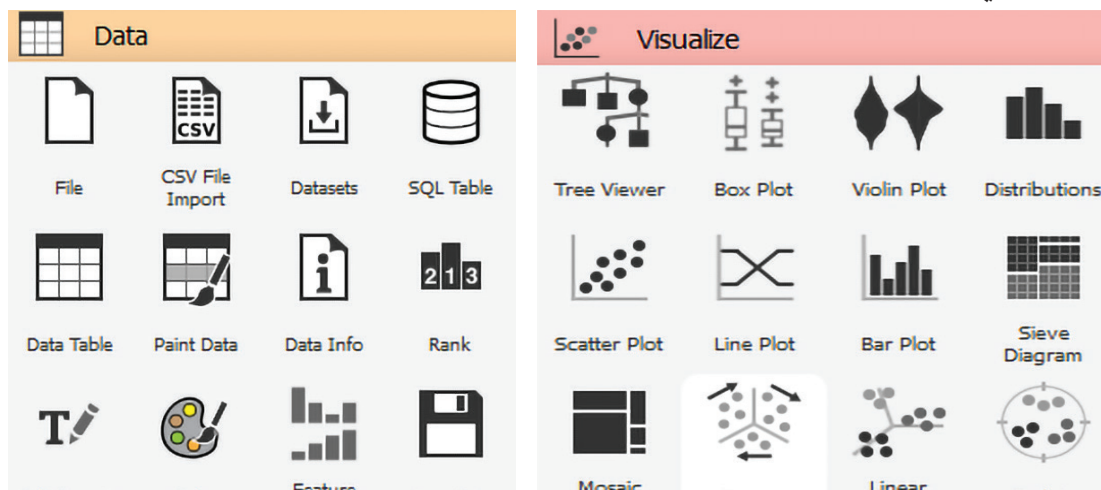 Data
CSV
File
CSV File
Import
Datasets
SQL Table
2 1 3
Data Table
Paint Data
Data Info
Rank
T
Feature
Visualize
Tree Viewer
Box Plot
Violin Plot
Distributions
Scatter Plot
Line Plot
Bar Plot
Sieve
Diagram
Mosaic
Linear